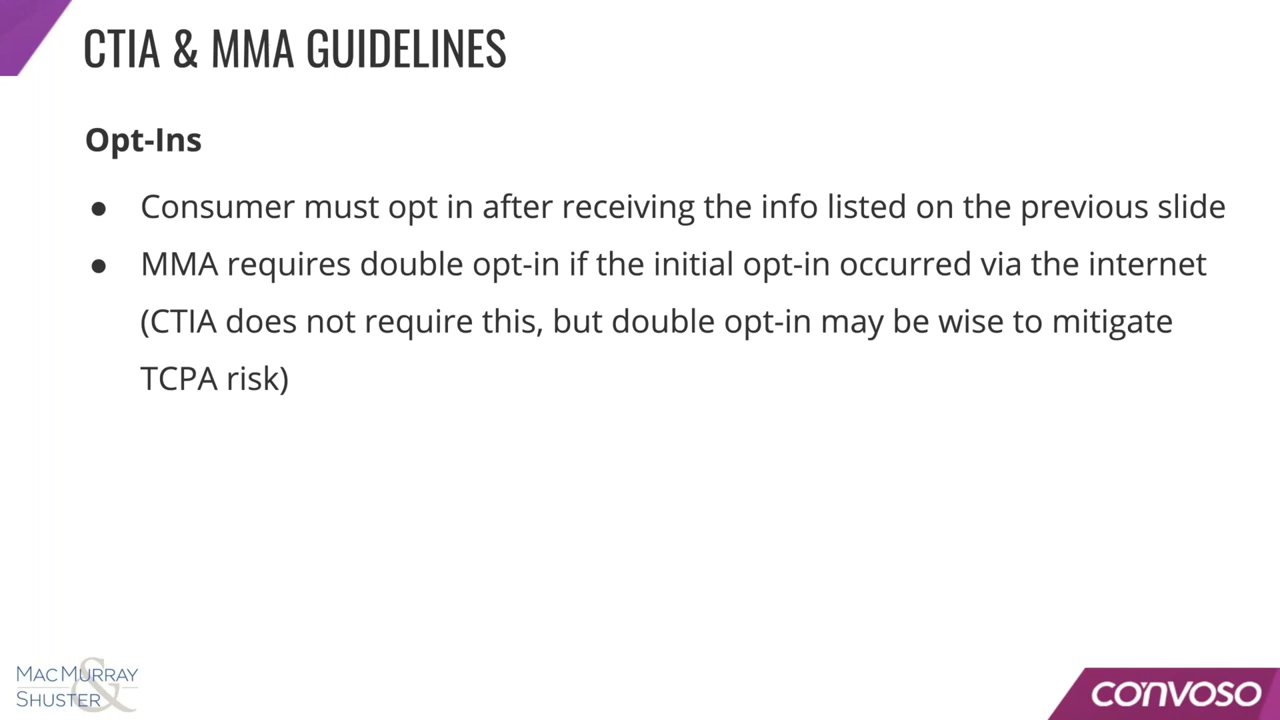 CTIA & MMA GUIDELINES
Opt-Ins
● Consumer must opt in after receiving the info listed on the previous slide
● MMA requires double opt-in if the initial opt-in occurred via the internet
(CTIA does not require this, but double opt-in may be wise to mitigate
TCPA risk)
MACMURRAY
&
SHUSTER
convoso